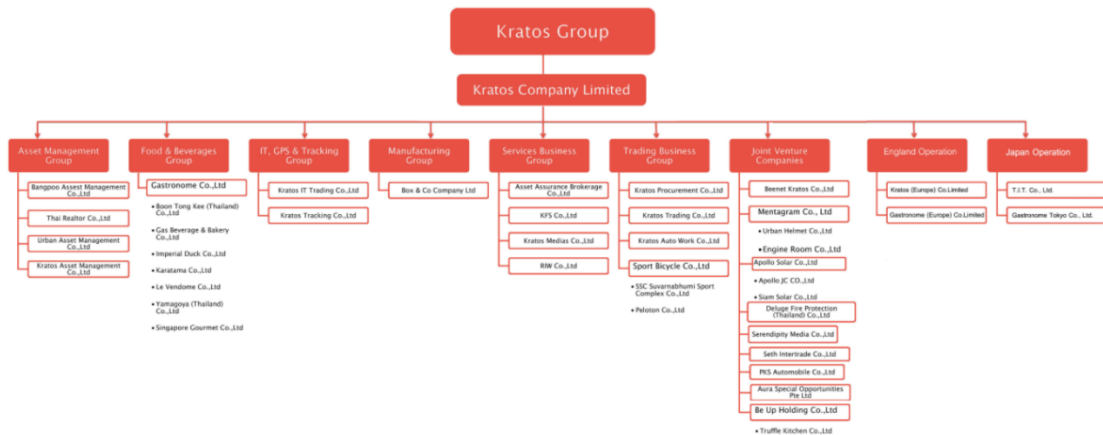 Kratos Group
Kratos Company Limited
Asset Management
Group
Bangpoo Assest Management
Co.,Ltd
Thai Realtor Co.,Ltd
Urban Asset Management
Co.,Ltd
Kratos Asset Management
Co.,Ltd
Food & Beverages
Group
Gastronome Co.,Ltd
• Boon Tong Kee (Thailand)
Co.,Ltd
• Gas Beverage & Bakery
Co.,Ltd
• Imperial Duck Co.,Ltd
• Karatama Co.,Ltd
• Le Vendome Co.,Ltd
• Yamagoya (Thailand)
Co.,Ltd
• Singapore Gourmet Co.,Ltd
IT, GPS & Tracking
Group
Kratos IT Trading Co.,Ltd
Kratos Tracking Co.,Ltd
Manufacturing
Group
Box & Co Company Ltd
Services Business
Group
Asset Assurance Brokerage
Co.,Ltd
KFS Co.,Ltd
Kratos Medias Co.,Ltd
RIW Co.,Ltd
Trading Business
Group
Kratos Procurement Co.,Ltd
Kratos Trading Co.,Ltd
Kratos Auto Work Co.,Ltd
Sport Bicycle Co.,Ltd
• SSC Suvarnabhumi Sport
Complex Co.,Ltd
• Peloton Co.,Ltd
Joint Venture
Companies
Beenet Kratos Co.,Ltd
Mentagram Co., Ltd
• Urban Helmet Co.,Ltd
• Engine Room Co.,Ltd
Apollo Solar Co.,Ltd
• Apollo JC CO.,Ltd
• Siam Solar Co.,Ltd
Deluge Fire Protection
(Thailand) Co.,Ltd
Serendipity Media Co.,Ltd
Seth Intertrade Co.,Ltd
PKS Automobile Co.,Ltd
Aura Special Opportunities
Pte Ltd
Be Up Holding Co.,Ltd
• Truffle Kitchen Co.,Ltd
England Operation
Kratos (Europe) Co.Limited
Gastronome (Europe) Co.Limited
Japan Operation
T.I.T. Co., Ltd.
Gastronome Tokyo Co., Ltd.